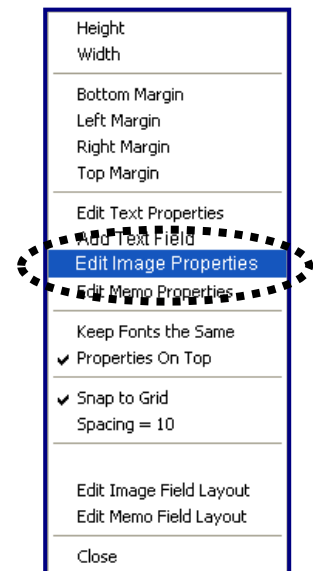 Height
Width
Bottom Margin
Left Margin
Right Margin
Top Margin
Edit Text Properties
Add Text Field
Edit Image Properties
Edit Memo Properties
Keep Fonts the Same
Properties On Top
Snap to Grid
Spacing = 10
Edit Image Field Layout
Edit Memo Field Layout
Close